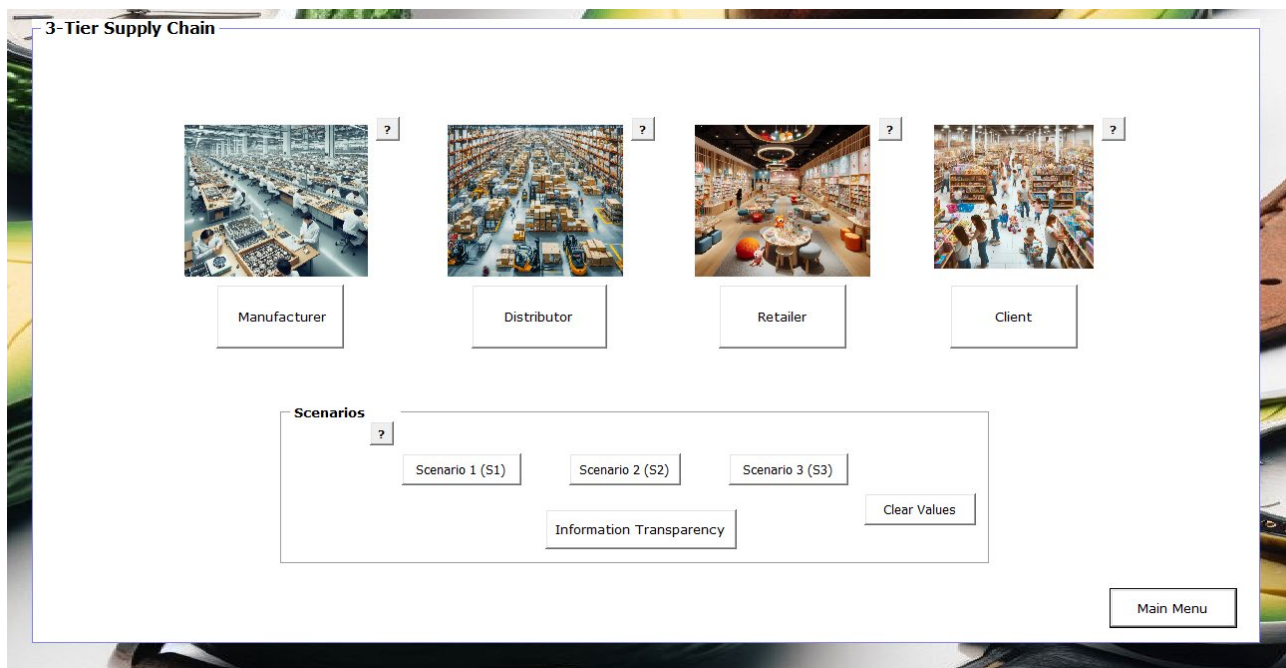 3-Tier Supply Chain
? ? ? ?
Manufacturer Distributor Retailer Client
Scenarios
?
Scenario 1 (S1) Scenario 2 (S2) Scenario 3 (S3)
Clear Values
Information Transparency
Main Menu